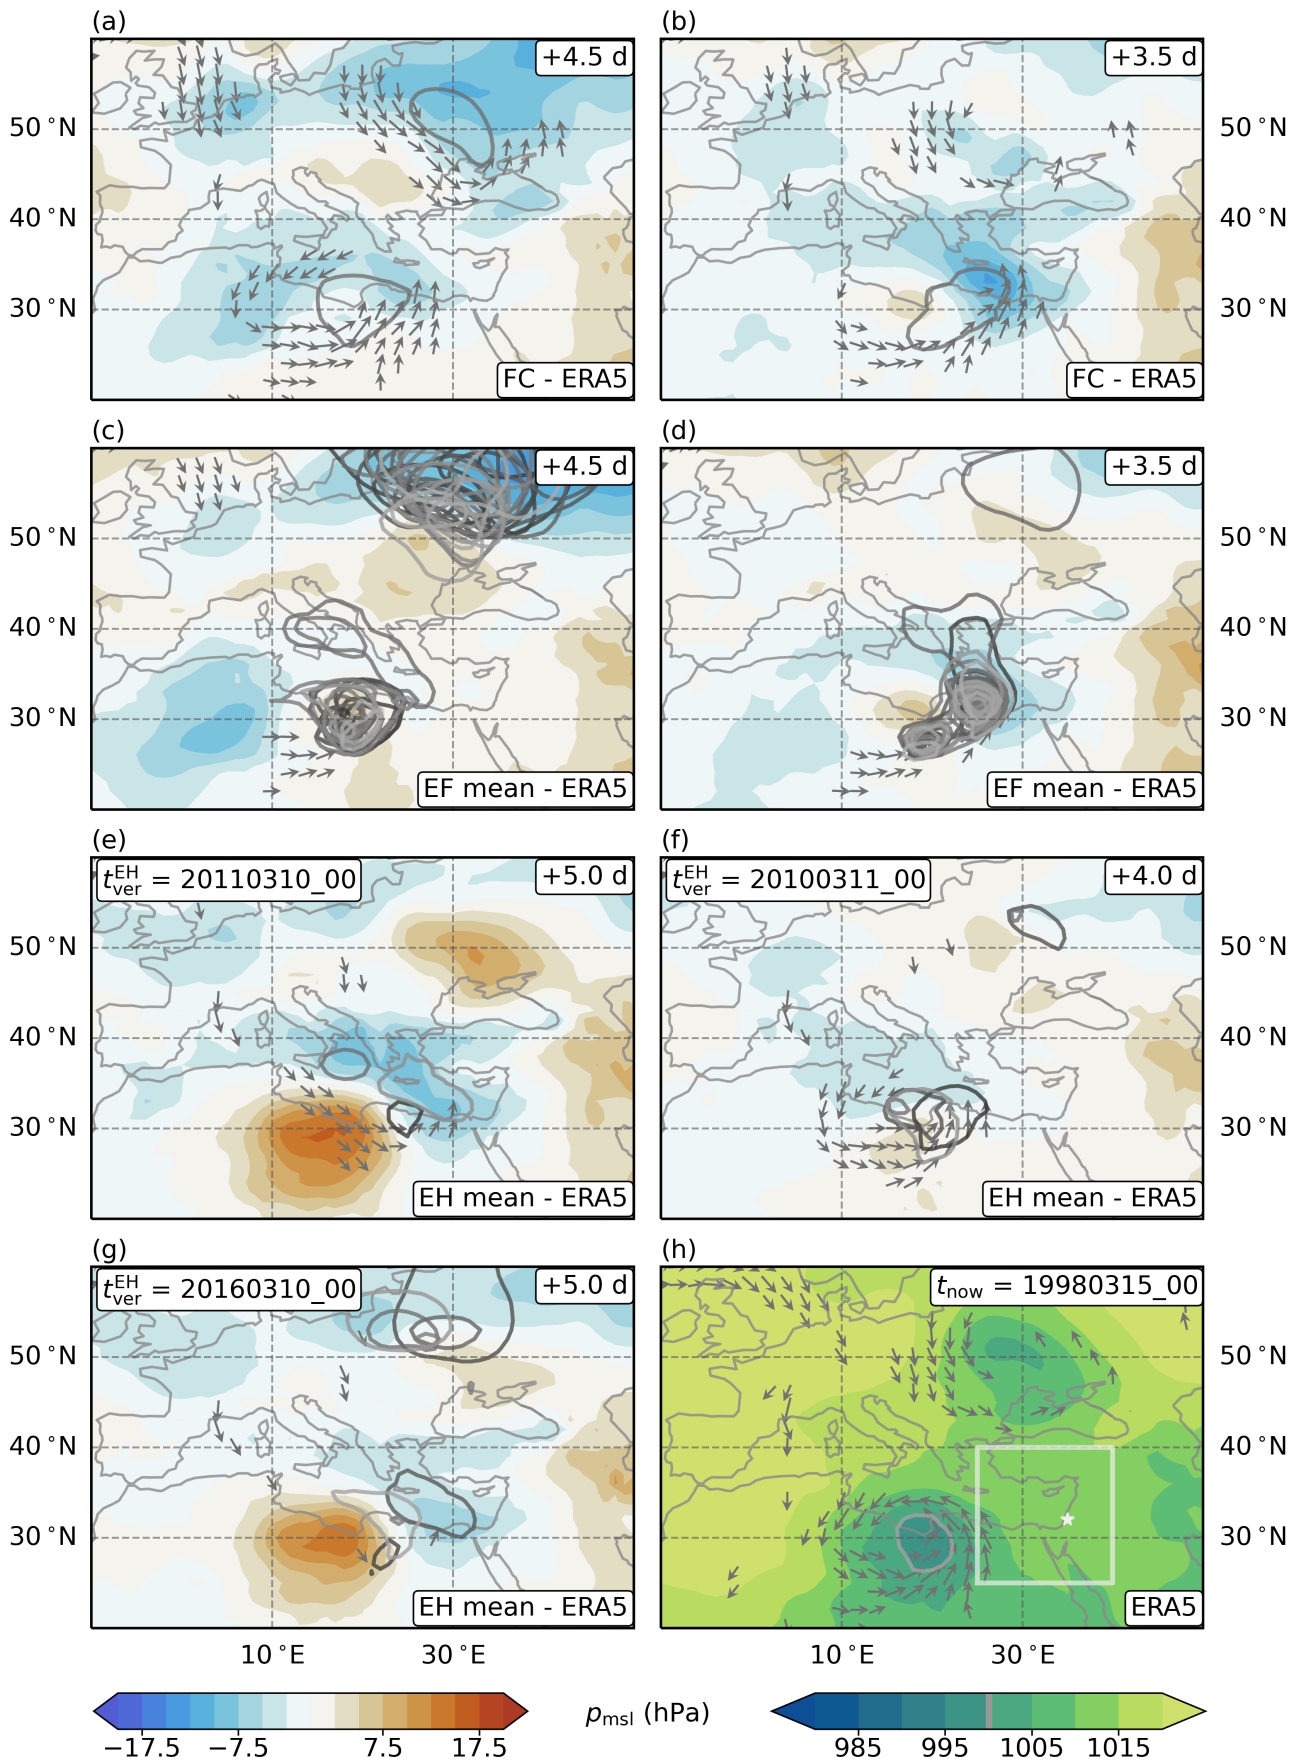 (a)
(b)
+4.5 d
+3.5 d
50 °N
50 °N
40 °N
40 °N
30 °N
30 °N
FC - ERA5
FC - ERA5
(c)
(d)
+4.5 d
+3.5 d
50 °N
50 °N
40 °N
40 °N
30 °N
30 °N
EF mean - ERA5
EF mean - ERA5
(e)
(f)
t_ver^EH = 20110310_00
+5.0 d
t_ver^EH = 20100311_00
+4.0 d
50 °N
50 °N
40 °N
40 °N
30 °N
30 °N
EH mean - ERA5
EH mean - ERA5
(g)
(h)
t_ver^EH = 20160310_00
+5.0 d
t_now = 19980315_00
50 °N
50 °N
40 °N
40 °N
30 °N
30 °N
EH mean - ERA5
ERA5
10 °E
30 °E
10 °E
30 °E
p_msl (hPa)
−17.5
−7.5
7.5
17.5
985
995
1005
1015